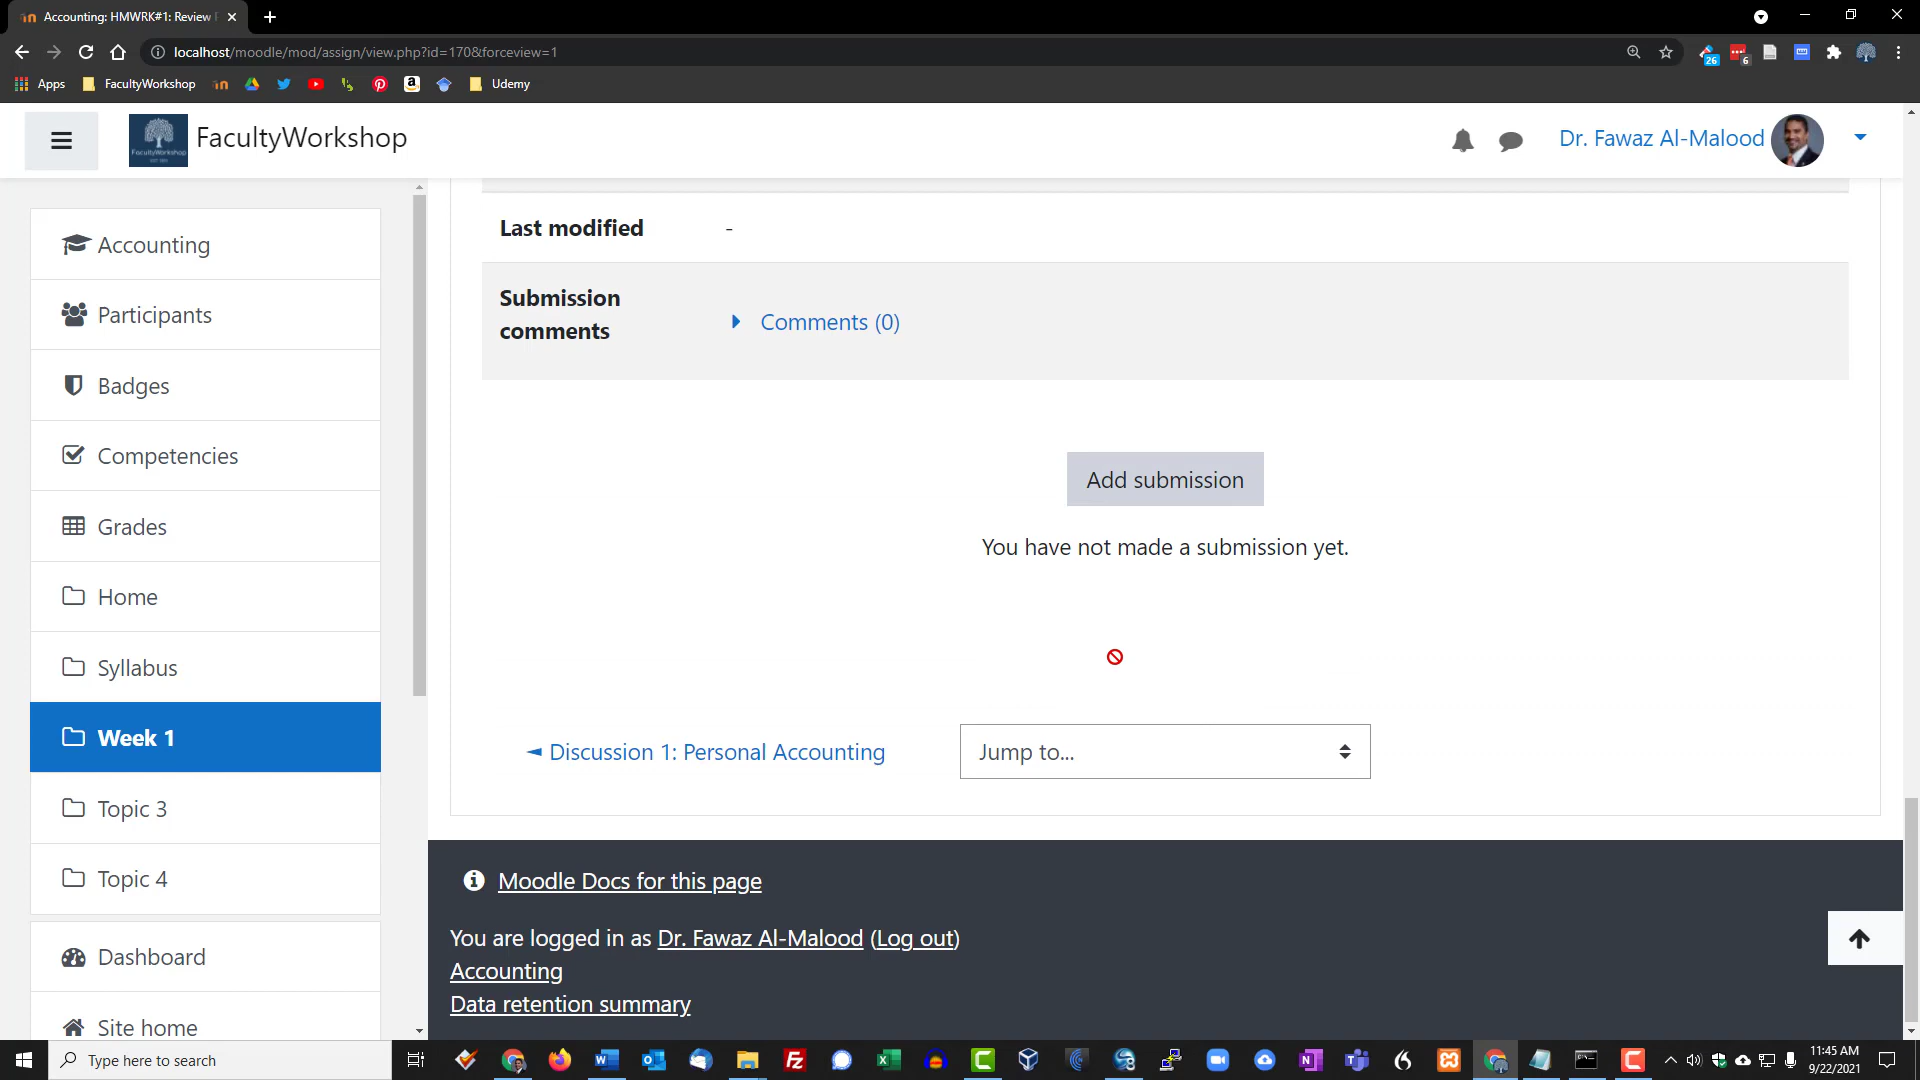 Accounting: HMWRK#1: Review
localhost/moodle/mod/assign/view.php?id=170&forceview=1
26
6
Apps
FacultyWorkshop
Udemy
FacultyWorkshop
FacultyWorkshop
Dr. Fawaz Al-Malood
Accounting
Participants
Badges
Competencies
Grades
Home
Syllabus
Week 1
Topic 3
Topic 4
Dashboard
Site home
Last modified
-
Submission
comments
Comments (0)
Add submission
You have not made a submission yet.
◄ Discussion 1: Personal Accounting
Jump to...
Moodle Docs for this page
You are logged in as Dr. Fawaz Al-Malood (Log out)
Accounting
Data retention summary
Type here to search
11:45 AM
9/22/2021